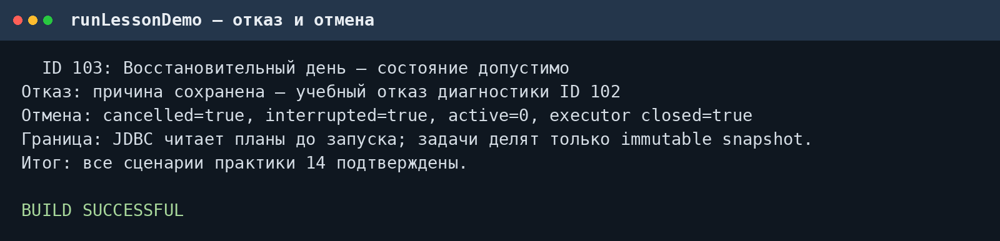 runLessonDemo — отказ и отмена
ID 103: Восстановительный день — состояние допустимо
Отказ: причина сохранена — учебный отказ диагностики ID 102
Отмена: cancelled=true, interrupted=true, active=0, executor closed=true
Граница: JDBC читает планы до запуска; задачи делят только immutable snapshot.
Итог: все сценарии практики 14 подтверждены.
BUILD SUCCESSFUL